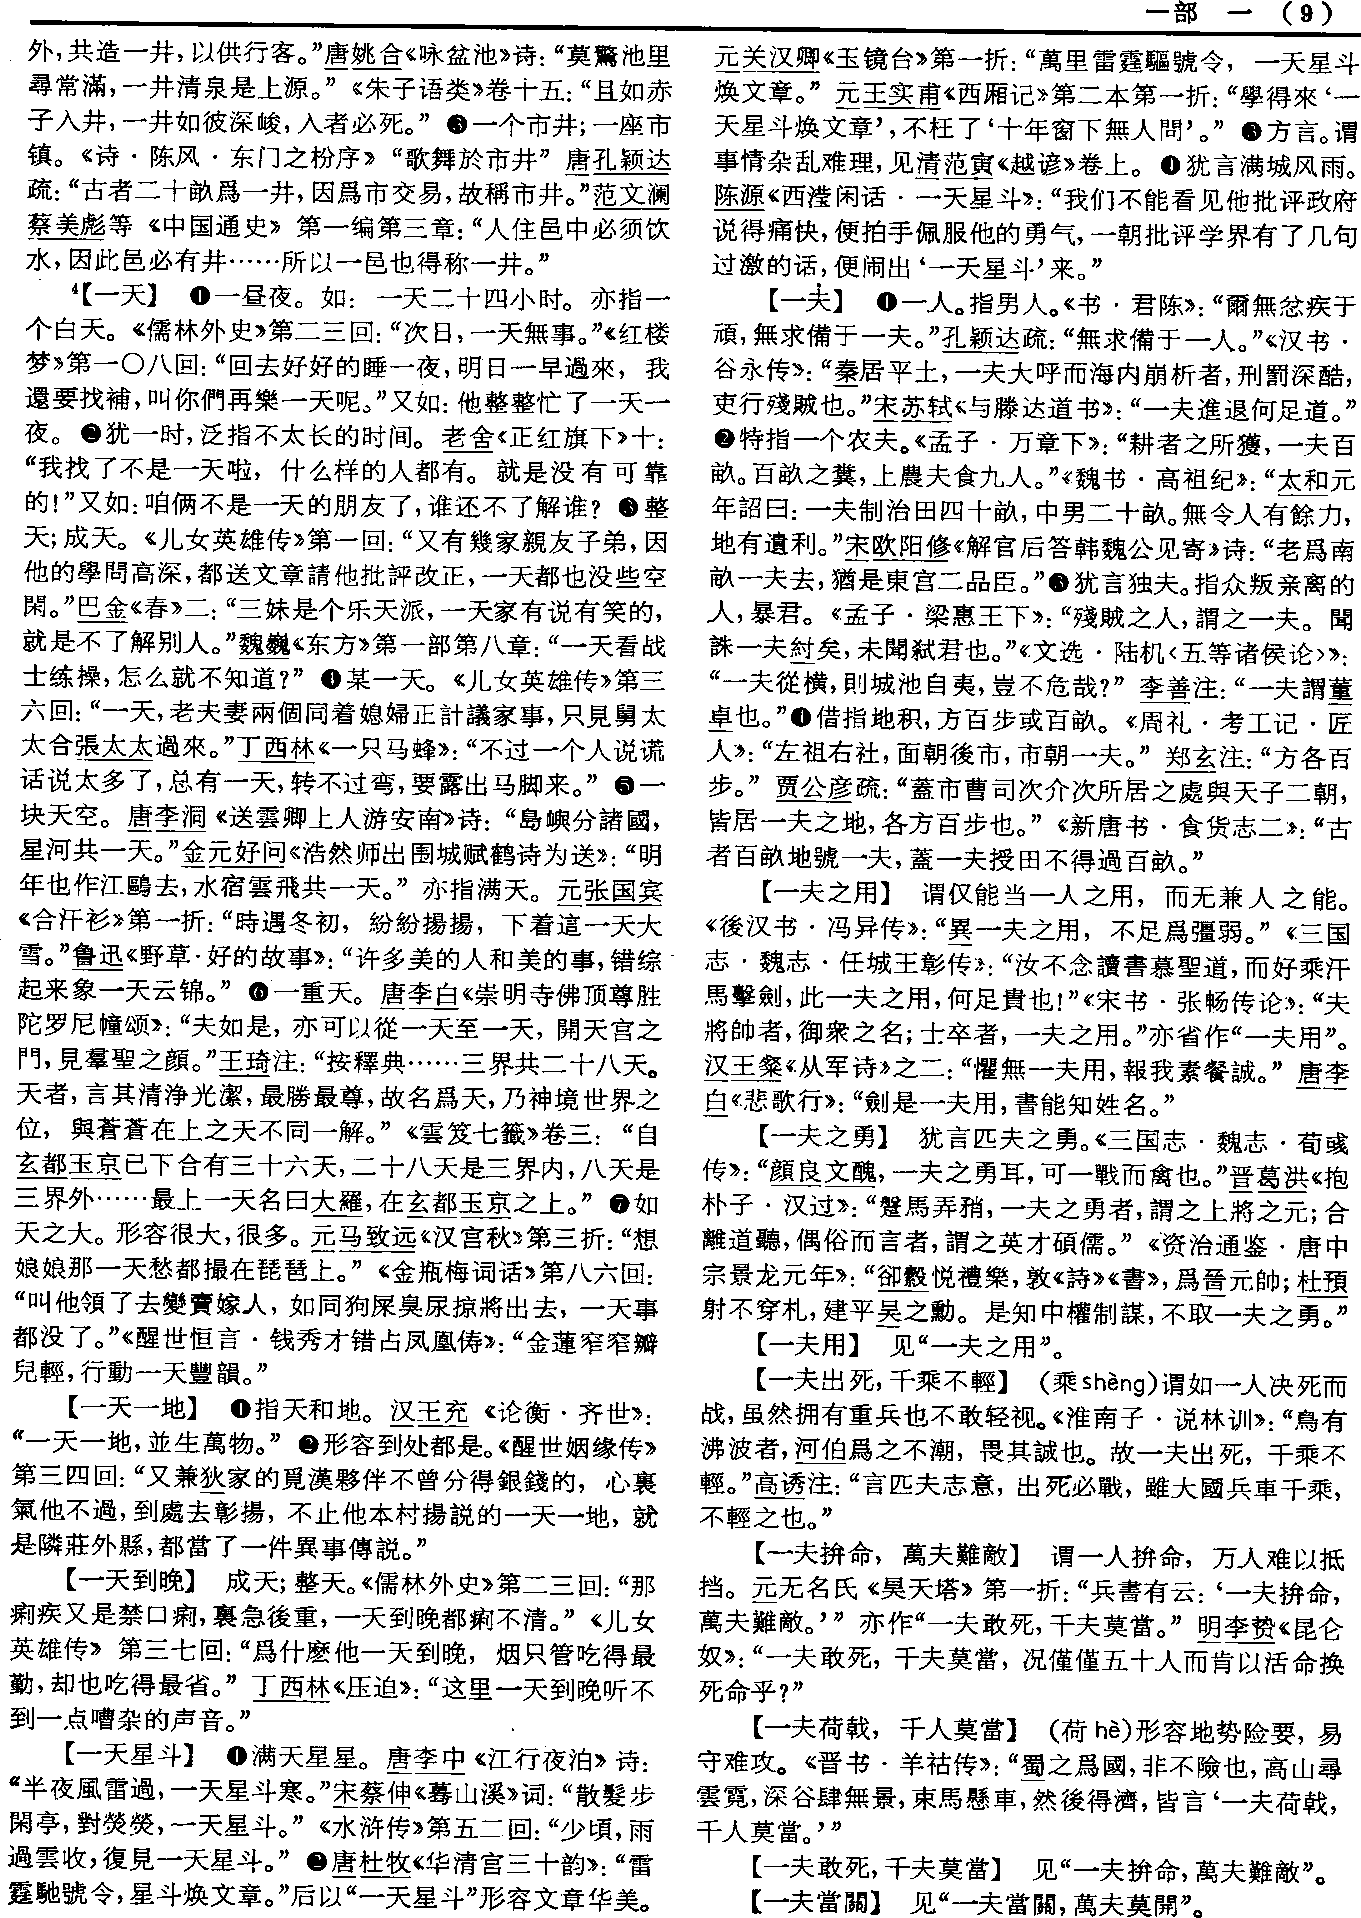 一部 一 （9）
外，共造一井，以供行客。”唐姚合《咏盆池》诗：“莫驚池里
尋常滿，一井清泉是上源。”《朱子语类》卷十五：“且如赤
子入井，一井如彼深峻，入者必死。”❸一个市井；一座市
镇。《诗·陈风·东门之枌序》“歌舞於市井”唐孔颖达
疏：“古者二十畝爲一井，因爲市交易，故稱市井。”范文澜
蔡美彪等《中国通史》第一编第三章：“人住邑中必须饮
水，因此邑必有井……所以一邑也得称一井。”
⁴【一天】 ❶一昼夜。如：一天二十四小时。亦指一
个白天。《儒林外史》第二三回：“次日，一天無事。”《红楼
梦》第一〇八回：“回去好好的睡一夜，明日一早過來，我
還要找補，叫你們再樂一天呢。”又如：他整整忙了一天一
夜。❷犹一时，泛指不太长的时间。老舍《正红旗下》十：
“我找了不是一天啦，什么样的人都有。就是没有可靠
的！”又如：咱俩不是一天的朋友了，谁还不了解谁？❸整
天；成天。《儿女英雄传》第一回：“又有幾家親友子弟，因
他的學問高深，都送文章請他批評改正，一天都也没些空
閑。”巴金《春》二：“三妹是个乐天派，一天家有说有笑的，
就是不了解别人。”魏巍《东方》第一部第八章：“一天看战
士练操，怎么就不知道？”❹某一天。《儿女英雄传》第三
六回：“一天，老夫妻兩個同着媳婦正計議家事，只見舅太
太合張太太過來。”丁西林《一只马蜂》：“不过一个人说谎
话说太多了，总有一天，转不过弯，要露出马脚来。”❺一
块天空。唐李洞《送雲卿上人游安南》诗：“島嶼分諸國，
星河共一天。”金元好问《浩然师出围城赋鹤诗为送》：“明
年也作江鷗去，水宿雲飛共一天。”亦指满天。元张国宾
《合汗衫》第一折：“時遇冬初，紛紛揚揚，下着這一天大
雪。”鲁迅《野草·好的故事》：“许多美的人和美的事，错综
起来象一天云锦。”❻一重天。唐李白《崇明寺佛顶尊胜
陀罗尼幢颂》：“夫如是，亦可以從一天至一天，開天宫之
門，見羣聖之顔。”王琦注：“按釋典……三界共二十八天。
天者，言其清浄光潔，最勝最尊，故名爲天，乃神境世界之
位，與蒼蒼在上之天不同一解。”《雲笈七籤》卷三：“自
玄都玉京已下合有三十六天，二十八天是三界内，八天是
三界外……最上一天名曰大羅，在玄都玉京之上。”❼如
天之大。形容很大，很多。元马致远《汉宫秋》第三折：“想
娘娘那一天愁都撮在琵琶上。”《金瓶梅词话》第八六回：
“叫他領了去變賣嫁人，如同狗屎臭尿掠將出去，一天事
都没了。”《醒世恒言·钱秀才错占凤凰俦》：“金蓮窄窄瓣
兒輕，行動一天豐韻。”
【一天一地】 ❶指天和地。汉王充《论衡·齐世》：
“一天一地，並生萬物。”❷形容到处都是。《醒世姻缘传》
第三四回：“又兼狄家的覓漢夥伴不曾分得銀錢的，心裏
氣他不過，到處去彰揚，不止他本村揚説的一天一地，就
是隣莊外縣，都當了一件異事傳説。”
【一天到晚】 成天；整天。《儒林外史》第二三回：“那
痢疾又是禁口痢，裏急後重，一天到晚都痢不清。”《儿女
英雄传》第三七回：“爲什麽他一天到晚，烟只管吃得最
勤，却也吃得最省。”丁西林《压迫》：“这里一天到晚听不
到一点嘈杂的声音。”
【一天星斗】 ❶满天星星。唐李中《江行夜泊》诗：
“半夜風雷過，一天星斗寒。”宋蔡伸《蓦山溪》词：“散髮步
閑亭，對熒熒，一天星斗。”《水浒传》第五二回：“少頃，雨
過雲收，復見一天星斗。”❷唐杜牧《华清宫三十韵》：“雷
霆馳號令，星斗焕文章。”后以“一天星斗”形容文章华美。
元关汉卿《玉镜台》第一折：“萬里雷霆驅號令，一天星斗
焕文章。”元王实甫《西厢记》第二本第一折：“學得來‘一
天星斗焕文章’，不枉了‘十年窗下無人問’。”❸方言。谓
事情杂乱难理，见清范寅《越谚》卷上。❹犹言满城风雨。
陈源《西滢闲话·一天星斗》：“我们不能看见他批评政府
说得痛快，便拍手佩服他的勇气，一朝批评学界有了几句
过激的话，便闹出‘一天星斗’来。”
【一夫】 ❶一人。指男人。《书·君陈》：“爾無忿疾于
頑，無求備于一夫。”孔颖达疏：“無求備于一人。”《汉书·
谷永传》：“秦居平土，一夫大呼而海内崩析者，刑罰深酷，
吏行殘賊也。”宋苏轼《与滕达道书》：“一夫進退何足道。”
❷特指一个农夫。《孟子·万章下》：“耕者之所獲，一夫百
畝。百畝之糞，上農夫食九人。”《魏书·高祖纪》：“太和元
年詔曰：一夫制治田四十畝，中男二十畝。無令人有餘力，
地有遺利。”宋欧阳修《解官后答韩魏公见寄》诗：“老爲南
畝一夫去，猶是東宫二品臣。”❸犹言独夫。指众叛亲离的
人，暴君。《孟子·梁惠王下》：“殘賊之人，謂之一夫。聞
誅一夫紂矣，未聞弑君也。”《文选·陆机〈五等诸侯论〉》：
“一夫從横，則城池自夷，豈不危哉？”李善注：“一夫謂董
卓也。”❹借指地积，方百步或百畝。《周礼·考工记·匠
人》：“左祖右社，面朝後市，市朝一夫。”郑玄注：“方各百
步。”贾公彦疏：“蓋市曹司次介次所居之處與天子二朝，
皆居一夫之地，各方百步也。”《新唐书·食货志二》：“古
者百畝地號一夫，蓋一夫授田不得過百畝。”
【一夫之用】 谓仅能当一人之用，而无兼人之能。
《後汉书·冯异传》：“異一夫之用，不足爲彊弱。”《三国
志·魏志·任城王彰传》：“汝不念讀書慕聖道，而好乘汗
馬擊劍，此一夫之用，何足貴也！”《宋书·张畅传论》：“夫
將帥者，御衆之名；士卒者，一夫之用。”亦省作“一夫用”。
汉王粲《从军诗》之二：“懼無一夫用，報我素餐誠。”唐李
白《悲歌行》：“劍是一夫用，書能知姓名。”
【一夫之勇】 犹言匹夫之勇。《三国志·魏志·荀彧
传》：“顔良文醜，一夫之勇耳，可一戰而禽也。”晋葛洪《抱
朴子·汉过》：“躄馬弄矟，一夫之勇者，謂之上將之元；合
離道聽，偶俗而言者，謂之英才碩儒。”《资治通鉴·唐中
宗景龙元年》：“郤縠悦禮樂，敦《詩》《書》，爲晉元帥；杜預
射不穿札，建平吴之勳。是知中權制謀，不取一夫之勇。”
【一夫用】 见“一夫之用”。
【一夫出死，千乘不輕】 （乘shèng）谓如一人决死而
战，虽然拥有重兵也不敢轻视。《淮南子·说林训》：“鳥有
沸波者，河伯爲之不潮，畏其誠也。故一夫出死，千乘不
輕。”高诱注：“言匹夫志意，出死必戰，雖大國兵車千乘，
不輕之也。”
【一夫拚命，萬夫難敵】 谓一人拚命，万人难以抵
挡。元无名氏《昊天塔》第一折：“兵書有云：‘一夫拚命，
萬夫難敵。’”亦作“一夫敢死，千夫莫當。”明李贽《昆仑
奴》：“一夫敢死，千夫莫當，况僅僅五十人而肯以活命换
死命乎？”
【一夫荷戟，千人莫當】 （荷hè）形容地势险要，易
守难攻。《晋书·羊祜传》：“蜀之爲國，非不險也，高山尋
雲霓，深谷肆無景，束馬懸車，然後得濟，皆言‘一夫荷戟，
千人莫當。’”
【一夫敢死，千夫莫當】 见“一夫拚命，萬夫難敵”。
【一夫當關】 见“一夫當關，萬夫莫開”。